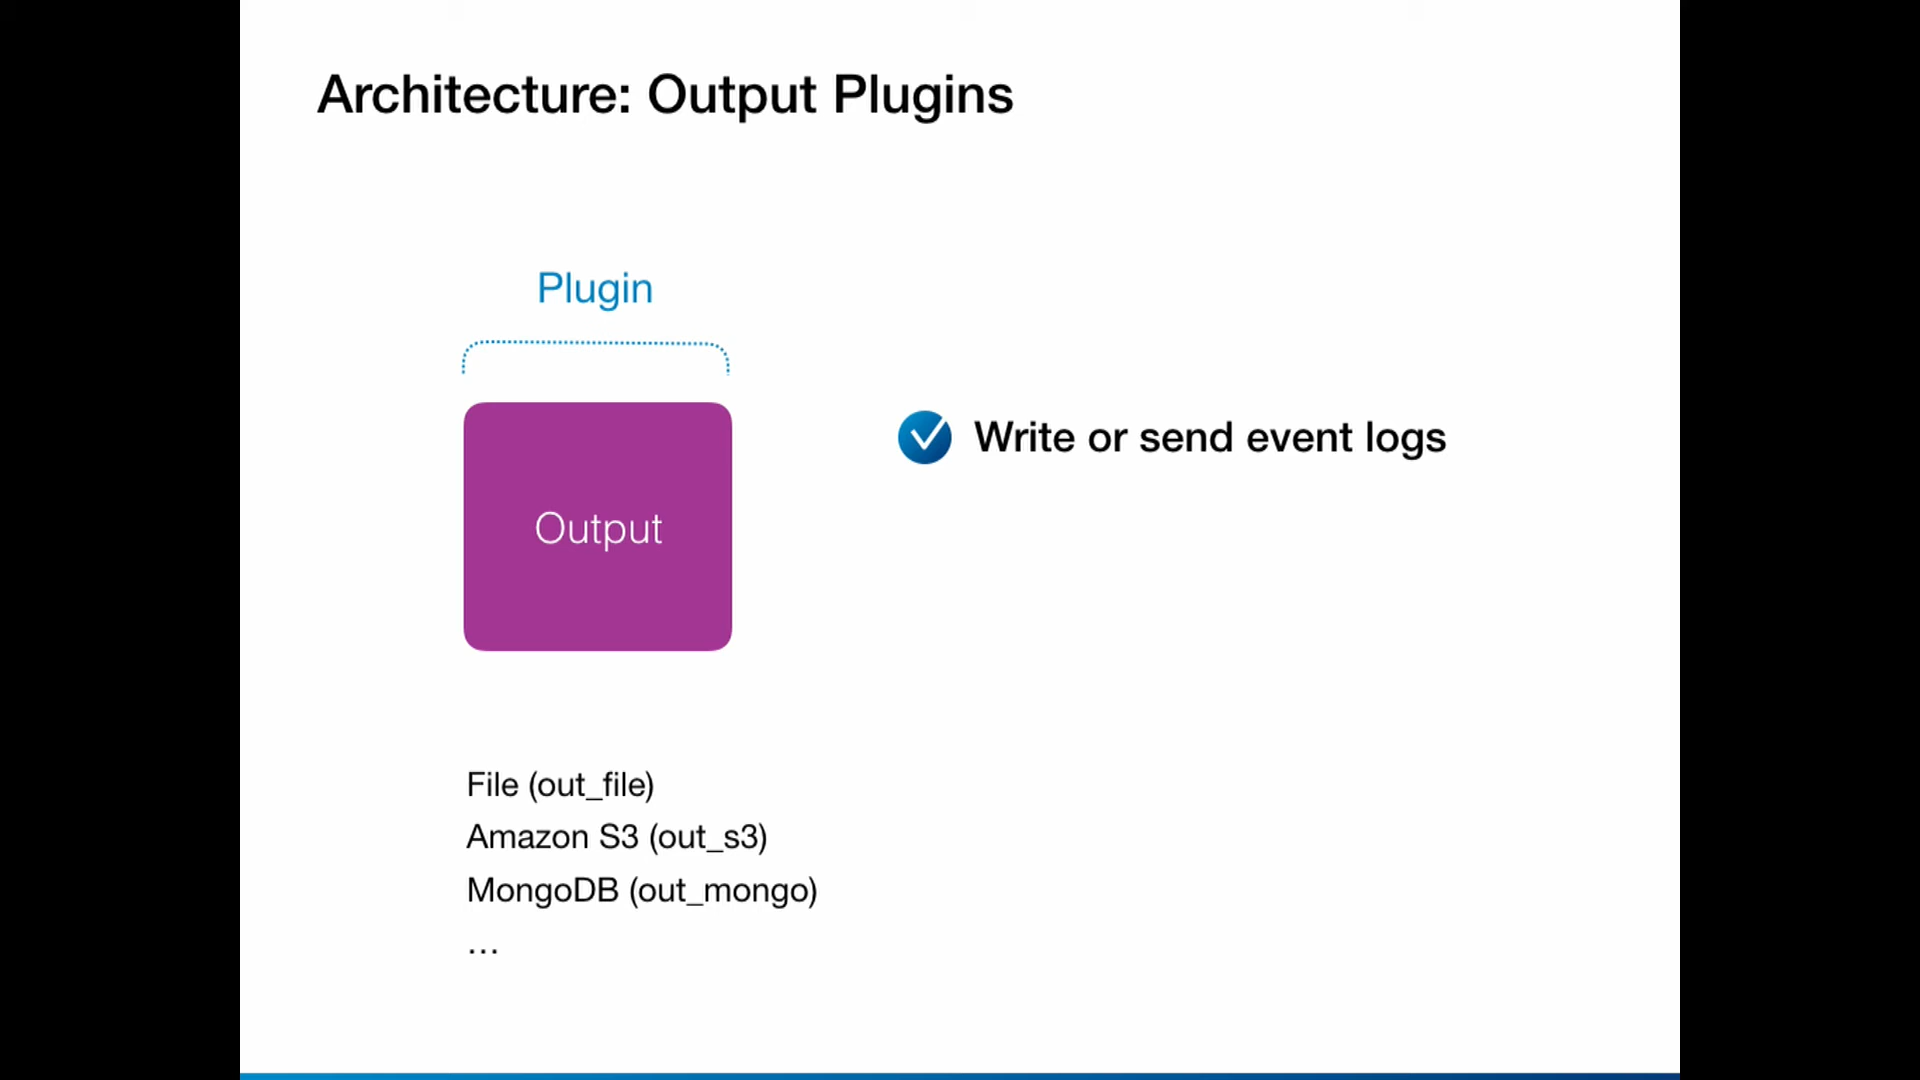 Architecture: Output Plugins
Plugin
Output
Write or send event logs
File (out_file)
Amazon S3 (out_s3)
MongoDB (out_mongo)
…